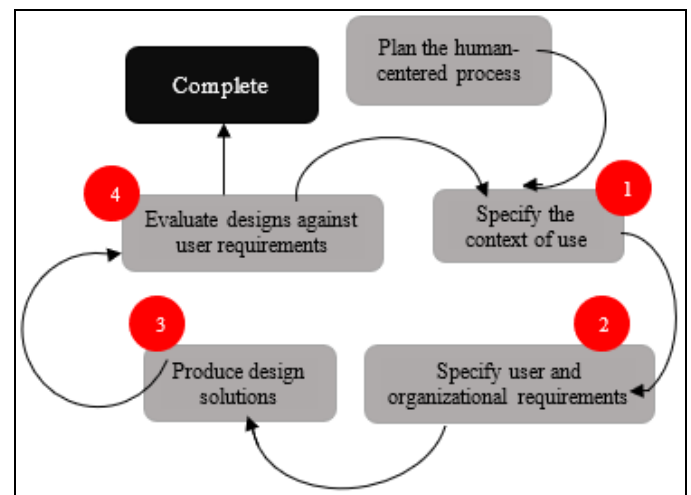 Plan the human-
centered process
Complete
4
Evaluate designs against
user requirements
1
Specify the
context of use
3
Produce design
solutions
2
Specify user and
organizational requirements